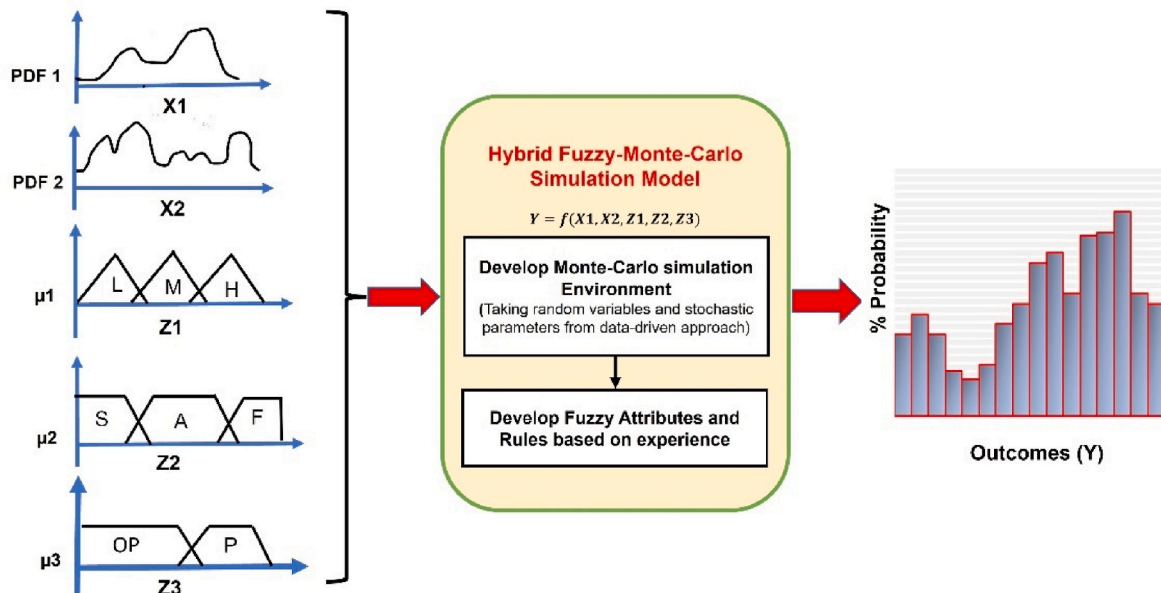 PDF 1
X1
PDF 2
X2
µ1
L M H
Z1
µ2
S A F
Z2
µ3
OP P
Z3
Hybrid Fuzzy-Monte-Carlo
Simulation Model
Y = f(X1, X2, Z1, Z2, Z3)
Develop Monte-Carlo simulation
Environment
(Taking random variables and stochastic
parameters from data-driven approach)
Develop Fuzzy Attributes and
Rules based on experience
% Probability
Outcomes (Y)